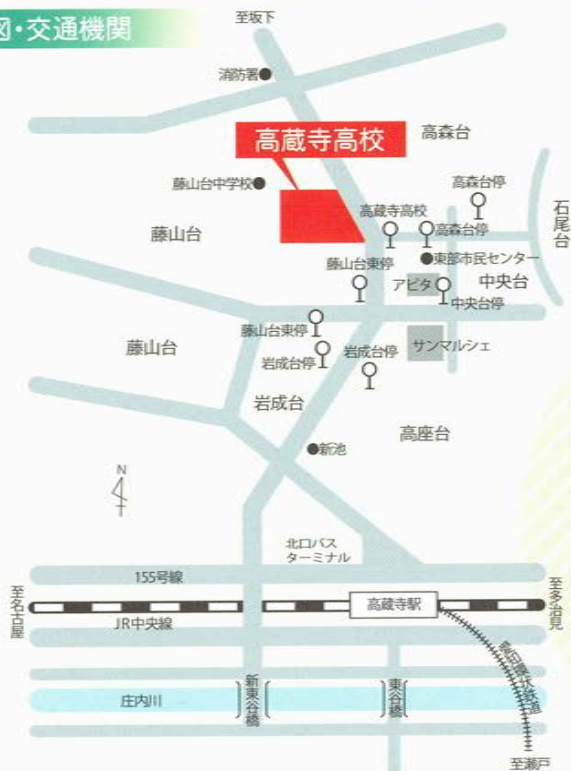 図・交通機関
至坂下
消防署
高蔵寺高校
高森台
藤山台中学校
高森台停
石尾台
高蔵寺高校
高森台停
藤山台
東部市民センター
藤山台東停
アピタ
中央台
中央台停
藤山台東停
サンマルシェ
藤山台
岩成台停
岩成台停
岩成台
高座台
新池
N
北口バス
ターミナル
155号線
至名古屋
高蔵寺駅
至多治見
JR中央線
愛知環状鉄道
庄内川
新東谷橋
東谷橋
至瀬戸